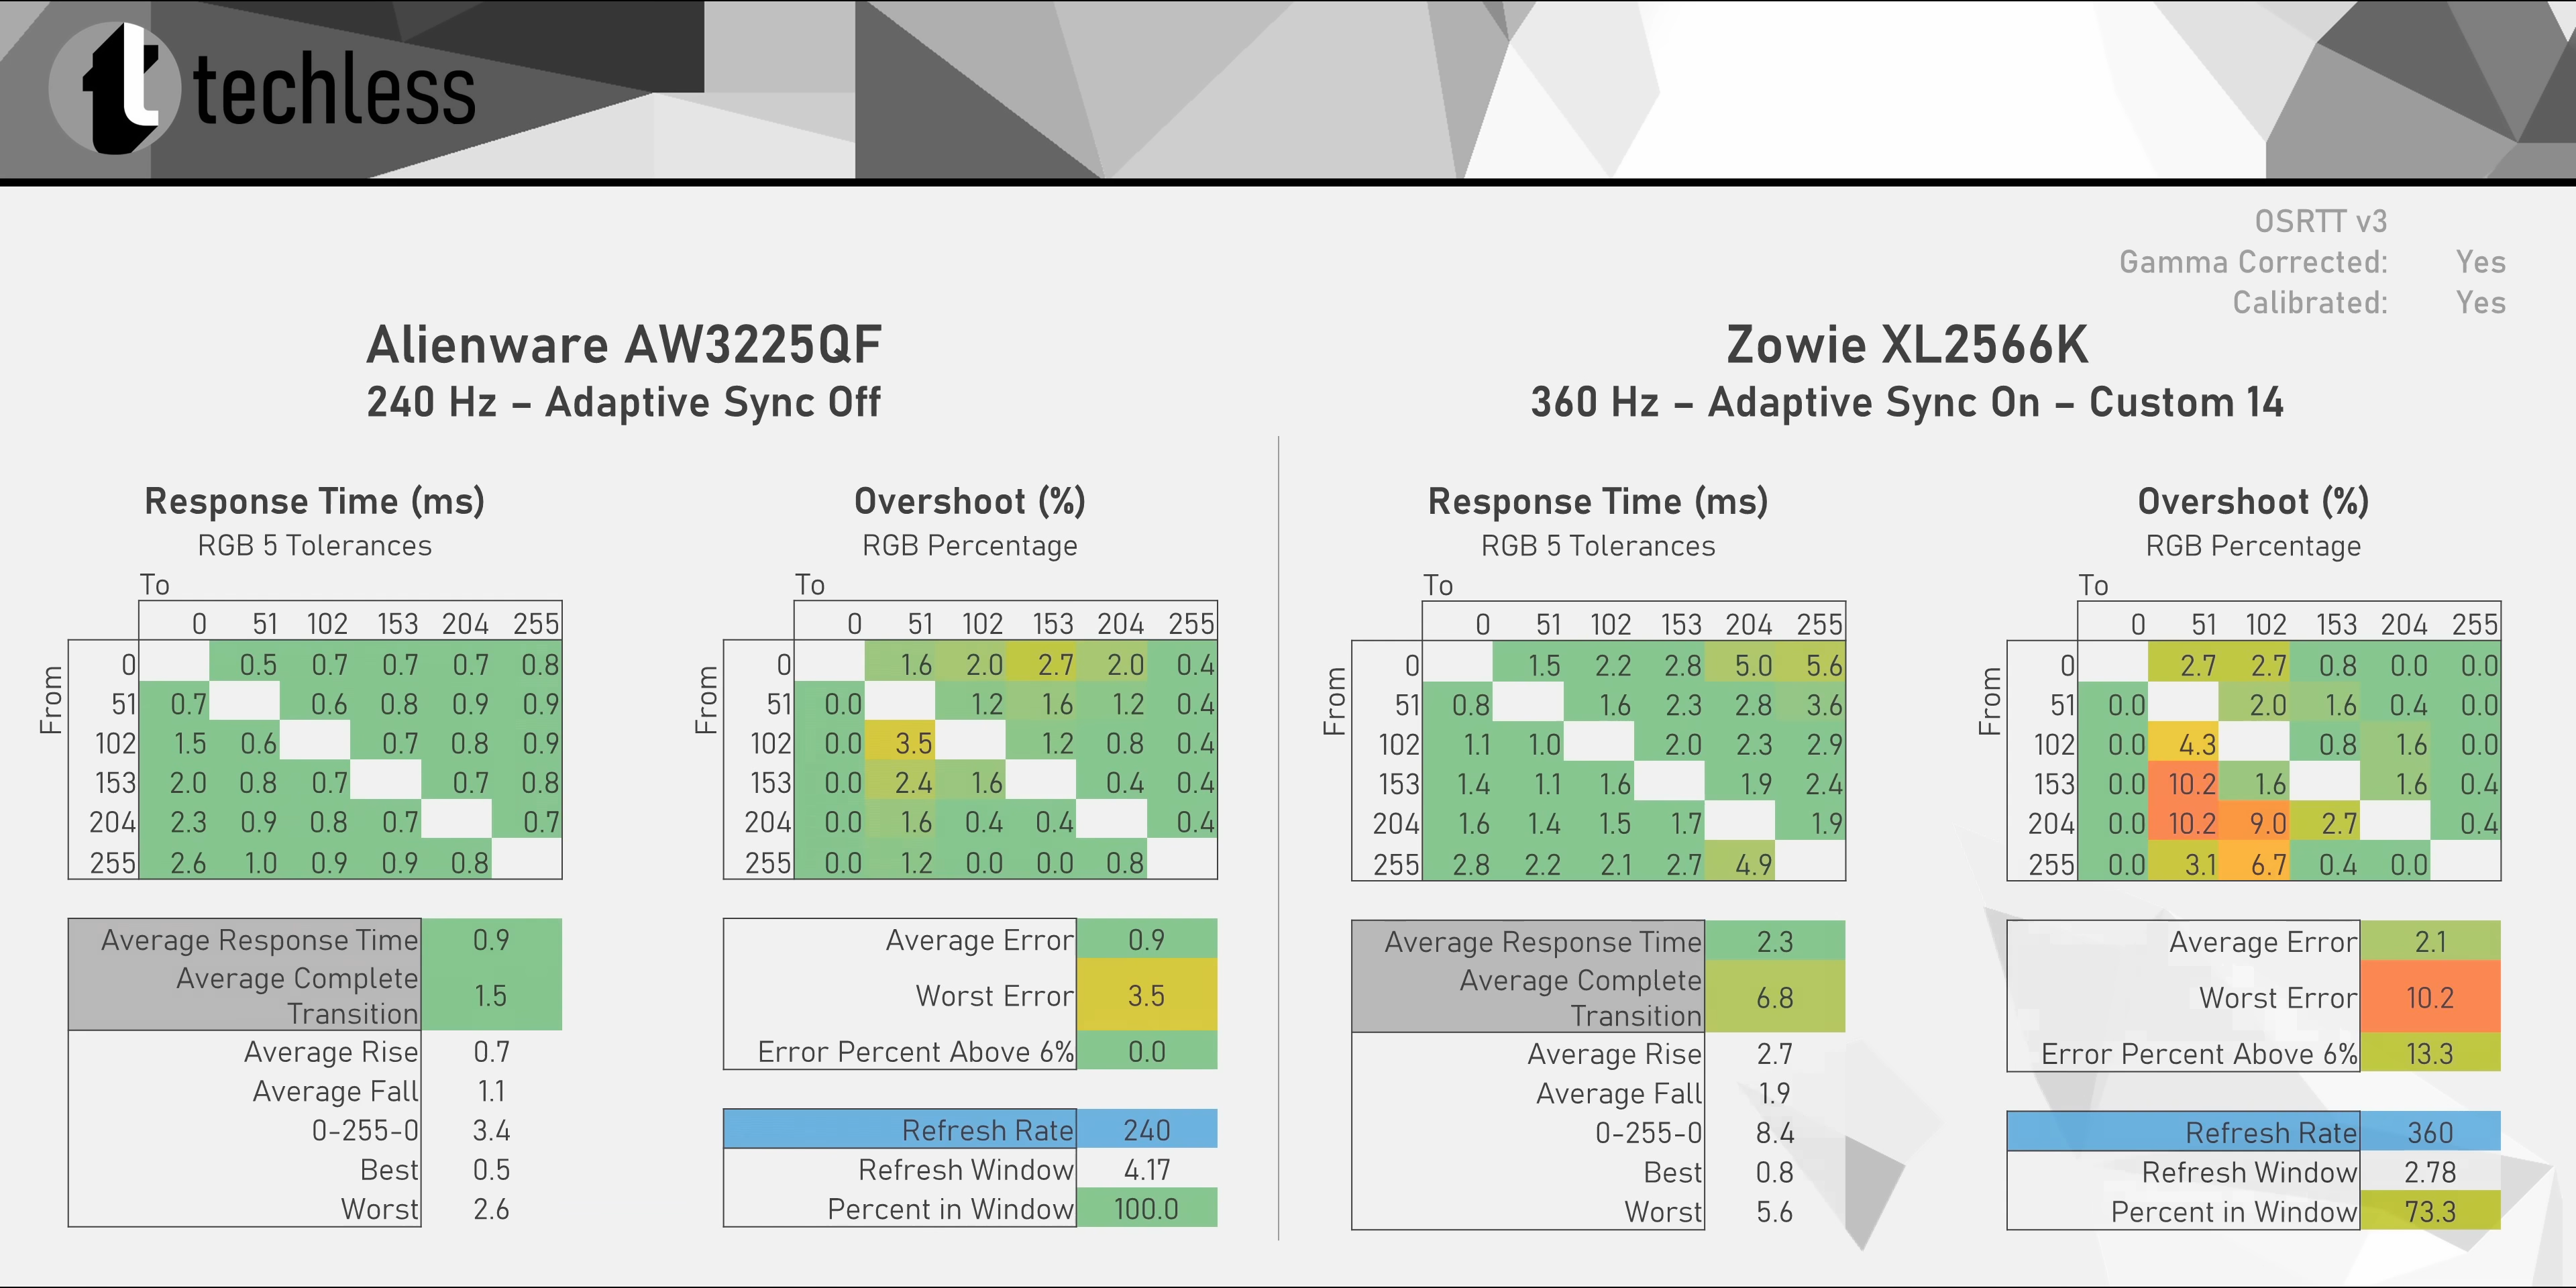 techless
OSRTT v3
Gamma Corrected: Yes
Calibrated: Yes
Alienware AW3225QF
240 Hz – Adaptive Sync Off
Response Time (ms)
RGB 5 Tolerances
To
0 51 102 153 204 255
From
0 0.5 0.7 0.7 0.7 0.8
51 0.7 0.6 0.8 0.9 0.9
102 1.5 0.6 0.7 0.8 0.9
153 2.0 0.8 0.7 0.7 0.8
204 2.3 0.9 0.8 0.7 0.7
255 2.6 1.0 0.9 0.9 0.8
Average Response Time 0.9
Average Complete
Transition 1.5
Average Rise 0.7
Average Fall 1.1
0-255-0 3.4
Best 0.5
Worst 2.6
Overshoot (%)
RGB Percentage
To
0 51 102 153 204 255
From
0 1.6 2.0 2.7 2.0 0.4
51 0.0 1.2 1.6 1.2 0.4
102 0.0 3.5 1.2 0.8 0.4
153 0.0 2.4 1.6 0.4 0.4
204 0.0 1.6 0.4 0.4 0.4
255 0.0 1.2 0.0 0.0 0.8
Average Error 0.9
Worst Error 3.5
Error Percent Above 6% 0.0
Refresh Rate 240
Refresh Window 4.17
Percent in Window 100.0
Zowie XL2566K
360 Hz – Adaptive Sync On – Custom 14
Response Time (ms)
RGB 5 Tolerances
To
0 51 102 153 204 255
From
0 1.5 2.2 2.8 5.0 5.6
51 0.8 1.6 2.3 2.8 3.6
102 1.1 1.0 2.0 2.3 2.9
153 1.4 1.1 1.6 1.9 2.4
204 1.6 1.4 1.5 1.7 1.9
255 2.8 2.2 2.1 2.7 4.9
Average Response Time 2.3
Average Complete
Transition 6.8
Average Rise 2.7
Average Fall 1.9
0-255-0 8.4
Best 0.8
Worst 5.6
Overshoot (%)
RGB Percentage
To
0 51 102 153 204 255
From
0 2.7 2.7 0.8 0.0 0.0
51 0.0 2.0 1.6 0.4 0.0
102 0.0 4.3 0.8 1.6 0.0
153 0.0 10.2 1.6 1.6 0.4
204 0.0 10.2 9.0 2.7 0.4
255 0.0 3.1 6.7 0.4 0.0
Average Error 2.1
Worst Error 10.2
Error Percent Above 6% 13.3
Refresh Rate 360
Refresh Window 2.78
Percent in Window 73.3